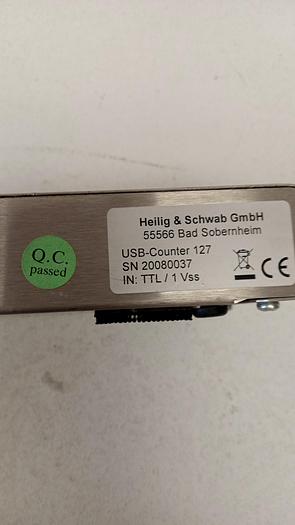 Heilig & Schwab GmbH
55566 Bad Sobernheim
USB-Counter 127
SN 20080037
IN: TTL / 1 Vss
CE
Q.C.
passed